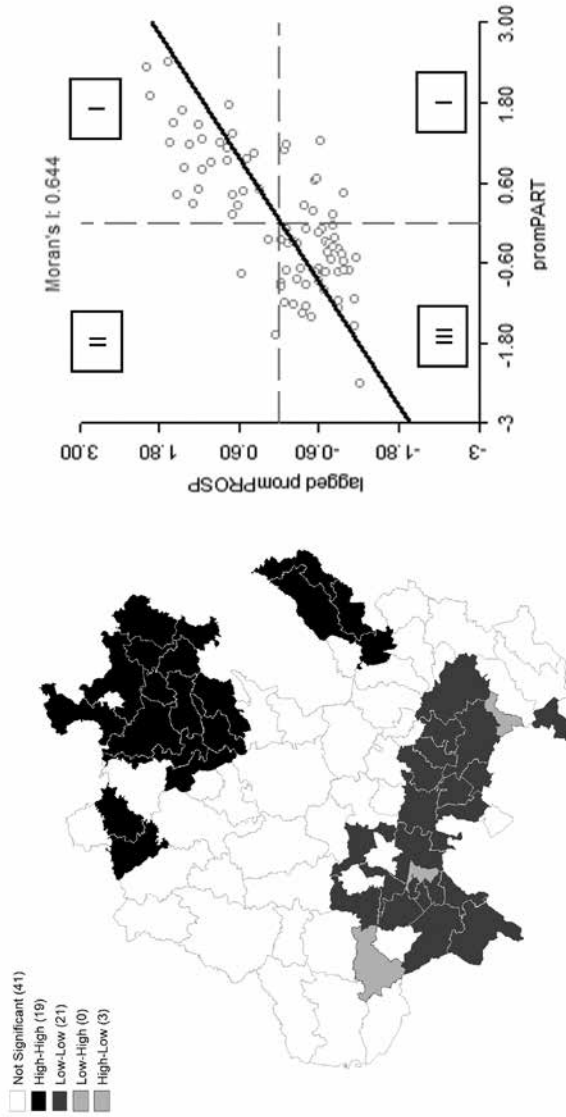 Not Significant (41)
High-High (19)
Low-Low (21)
Low-High (0)
High-Low (3)
Moran's I: 0.644
II
I
III
I
lagged promPROSP
3.00
1.80
0.60
-0.60
-1.80
-3
-3
-1.80
-0.60
0.60
1.80
3.00
promPART